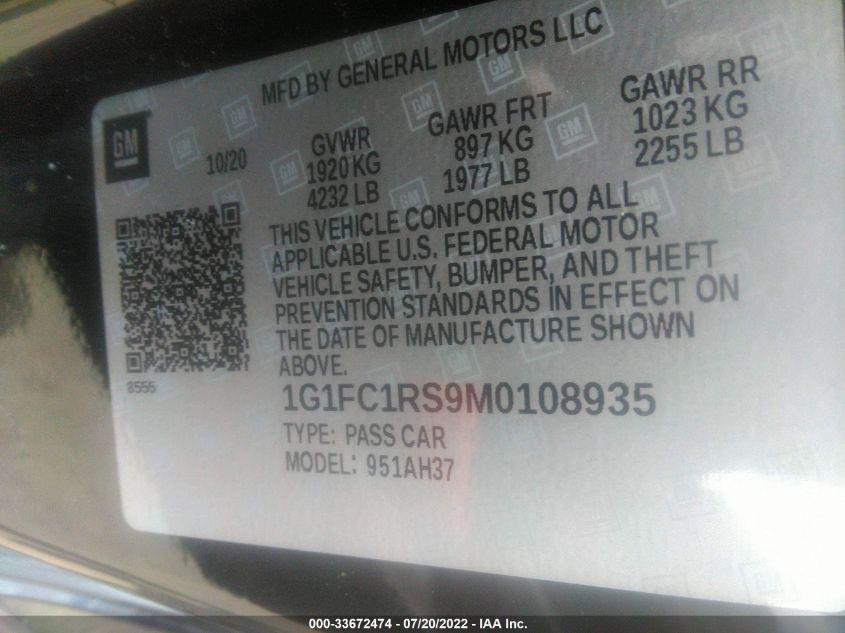 MFD BY GENERAL MOTORS LLC
GM
10/20
GVWR GAWR FRT GAWR RR
1920 KG 897 KG 1023 KG
4232 LB 1977 LB 2255 LB
THIS VEHICLE CONFORMS TO ALL
APPLICABLE U.S. FEDERAL MOTOR
VEHICLE SAFETY, BUMPER, AND THEFT
PREVENTION STANDARDS IN EFFECT ON
THE DATE OF MANUFACTURE SHOWN
ABOVE.
8555
1G1FC1RS9M0108935
TYPE: PASS CAR
MODEL: 951AH37
000-33672474 - 07/20/2022 - IAA Inc.